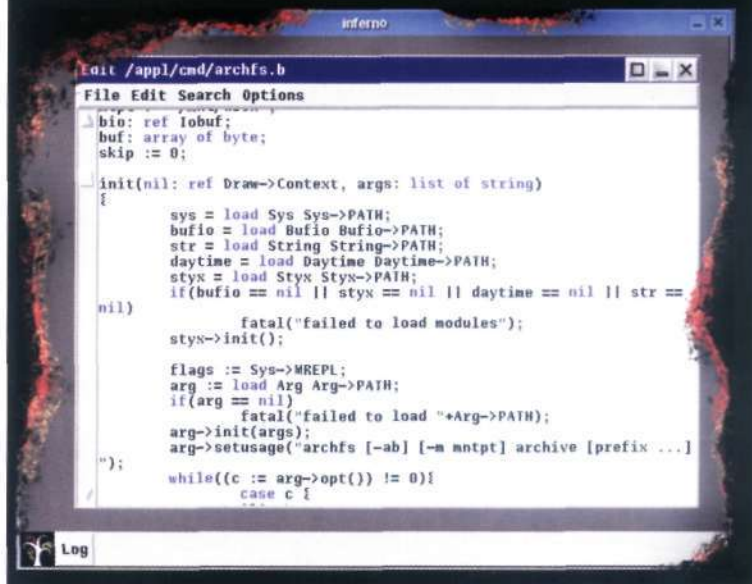 inferno
Edit /appl/cmd/archfs.b
File Edit Search Options
bio: ref Iobuf;
buf: array of byte;
skip := 0;
init(nil: ref Draw->Context, args: list of string)
{
sys = load Sys Sys->PATH;
bufio = load Bufio Bufio->PATH;
str = load String String->PATH;
daytime = load Daytime Daytime->PATH;
styx = load Styx Styx->PATH;
if(bufio == nil || styx == nil || daytime == nil || str ==
nil)
fatal("failed to load modules");
styx->init();
flags := Sys->MREPL;
arg := load Arg Arg->PATH;
if(arg == nil)
fatal("failed to load "+Arg->PATH);
arg->init(args);
arg->setusage("archfs [-ab] [-m mntpt] archive [prefix ...]
");
while((c := arg->opt()) != 0){
case c {
Log